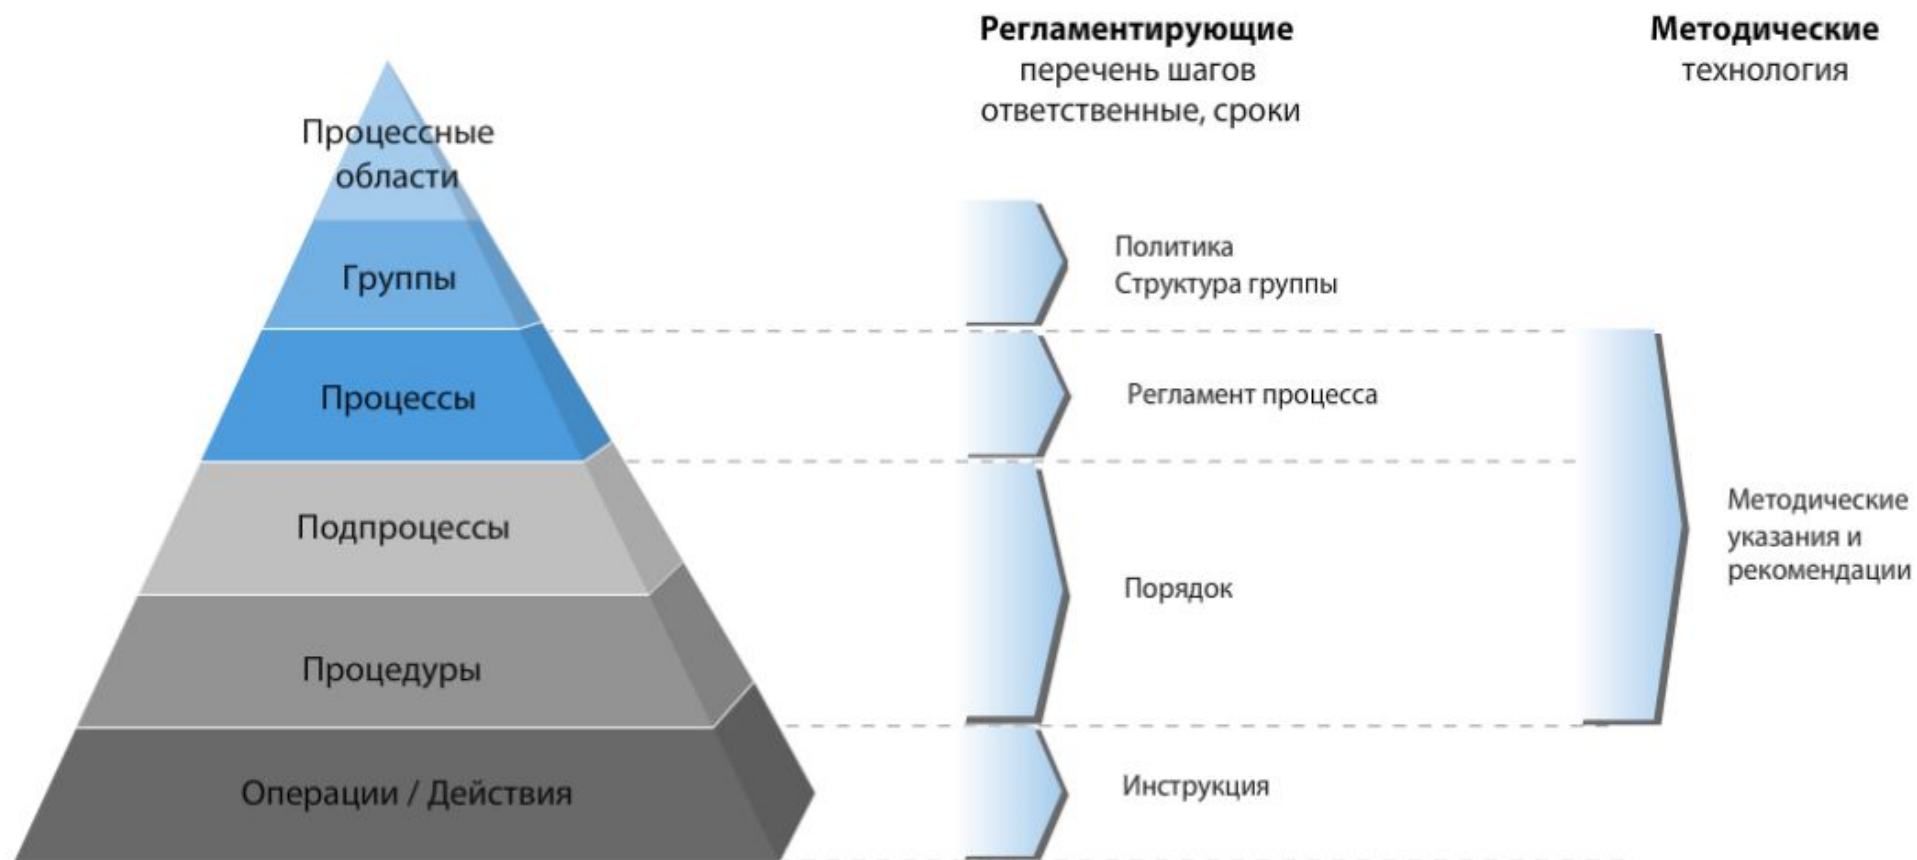 Регламентирующие
перечень шагов
ответственные, сроки
Методические
технология
Процессные
области
Группы
Процессы
Подпроцессы
Процедуры
Операции / Действия
Политика
Структура группы
Регламент процесса
Порядок
Инструкция
Методические
указания и
рекомендации